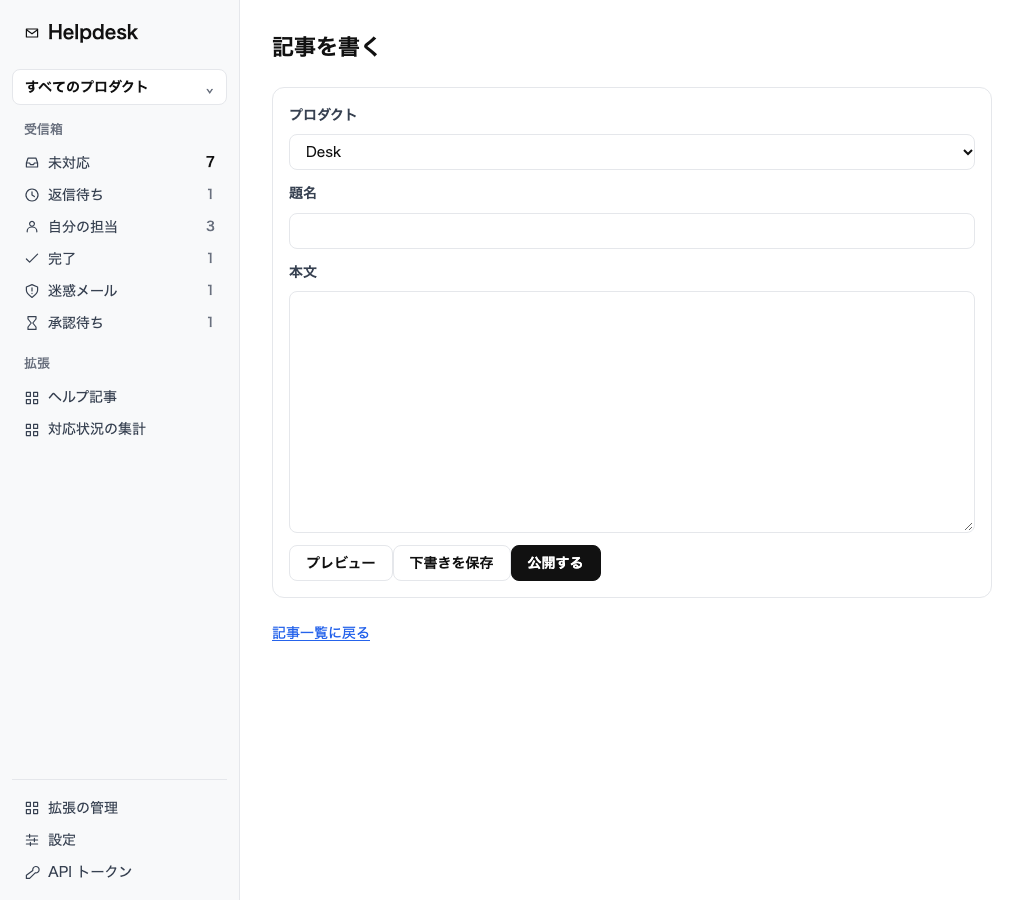 Helpdesk
すべてのプロダクト
受信箱
未対応 7
返信待ち 1
自分の担当 3
完了 1
迷惑メール 1
承認待ち 1
拡張
ヘルプ記事
対応状況の集計
拡張の管理
設定
API トークン
記事を書く
プロダクト
Desk
題名
本文
プレビュー 下書きを保存 公開する
記事一覧に戻る